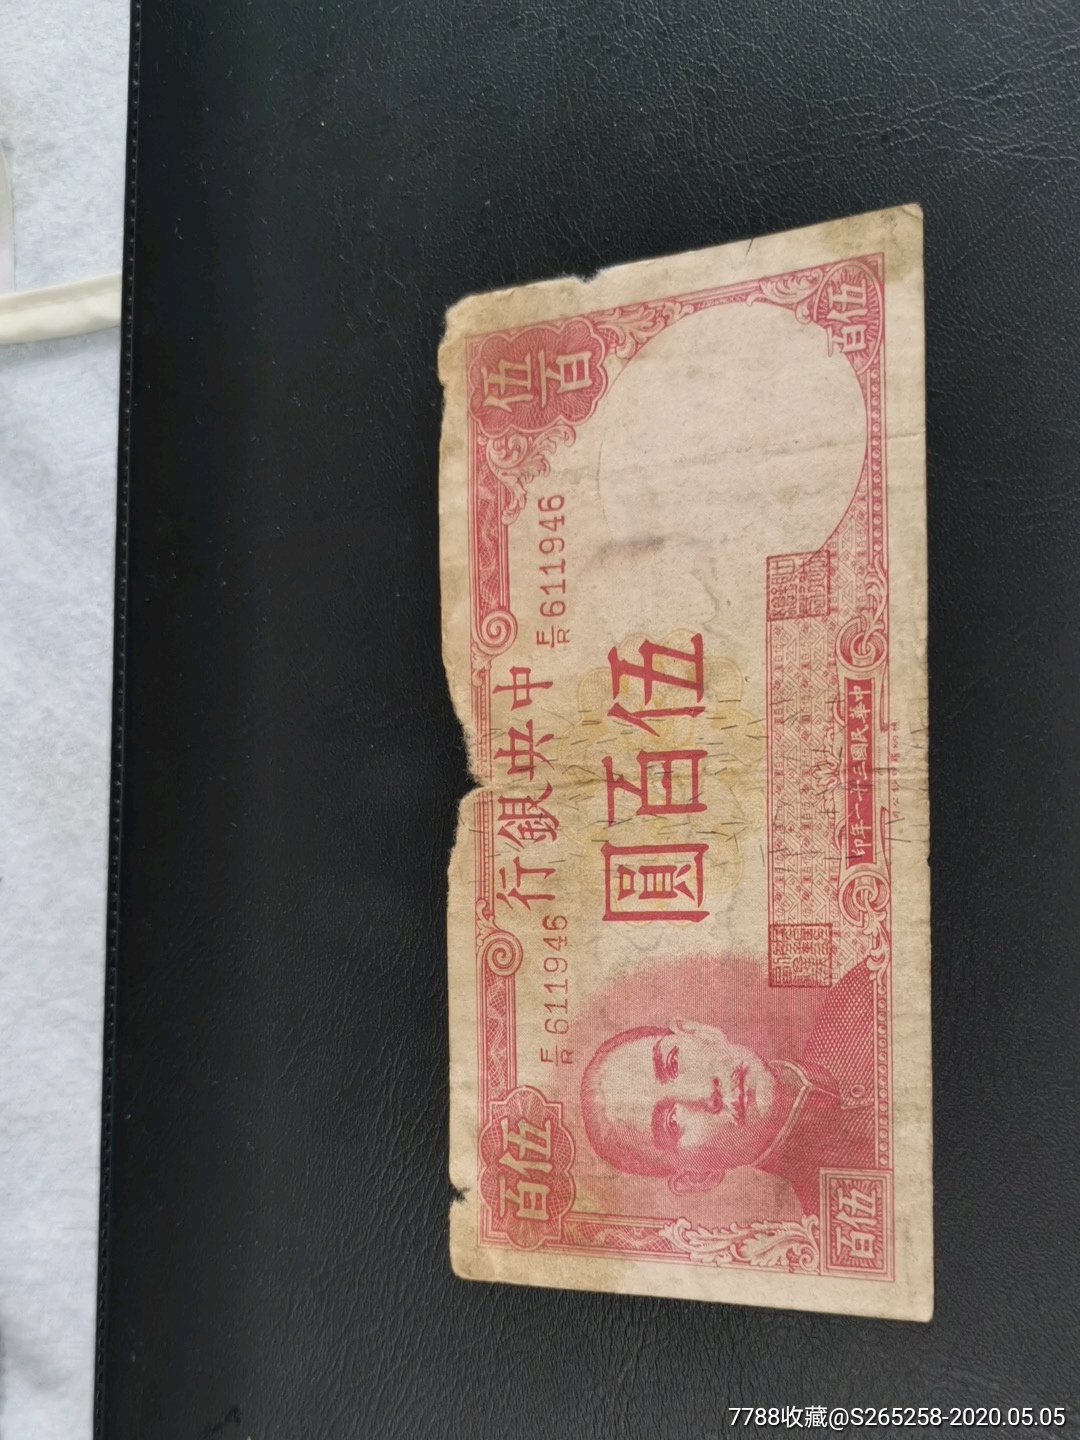 伍百
伍百
中央銀行
F/R 611946
F/R 611946
伍百圓
中華民國三十一年印
伍百
伍百
7788收藏@S265258-2020.05.05